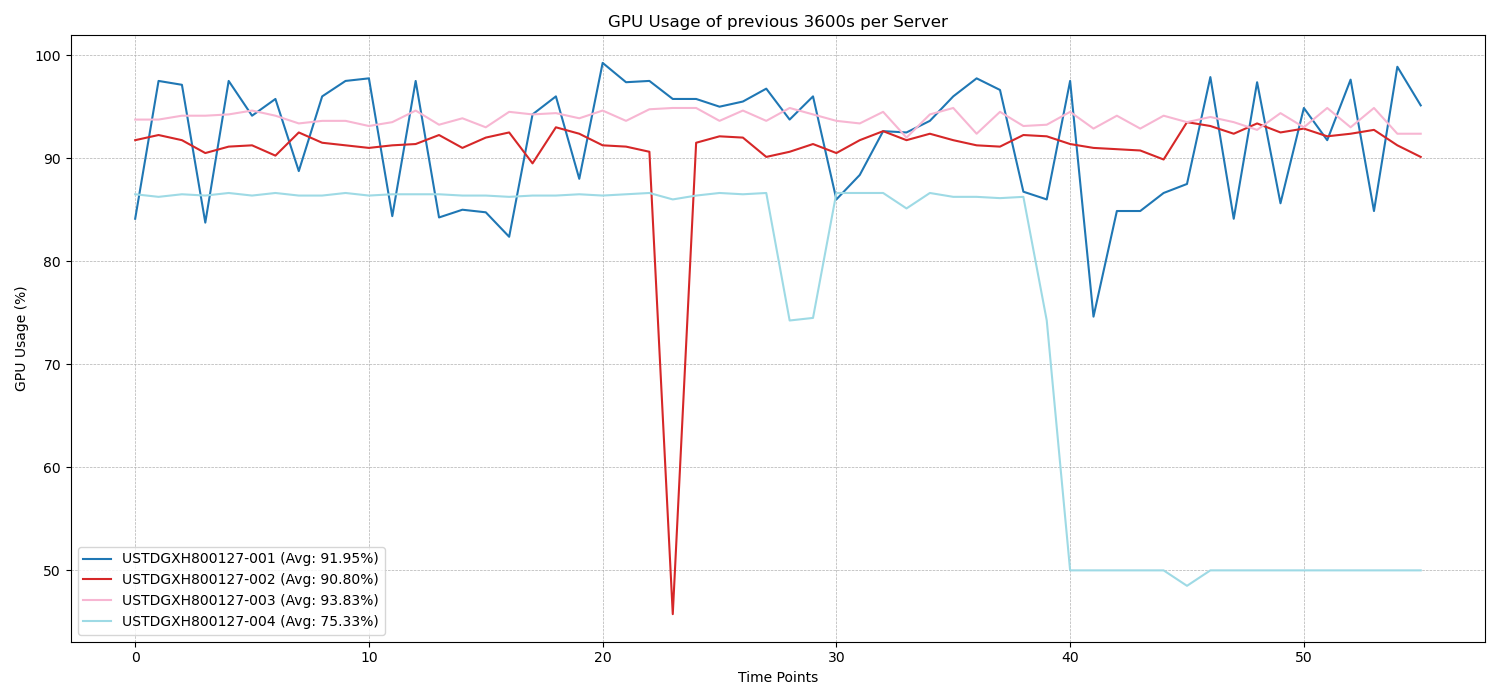 GPU Usage of previous 3600s per Server
100
90
80
70
60
50
GPU Usage (%)
USTDGXH800127-001 (Avg: 91.95%)
USTDGXH800127-002 (Avg: 90.80%)
USTDGXH800127-003 (Avg: 93.83%)
USTDGXH800127-004 (Avg: 75.33%)
0 10 20 30 40 50
Time Points